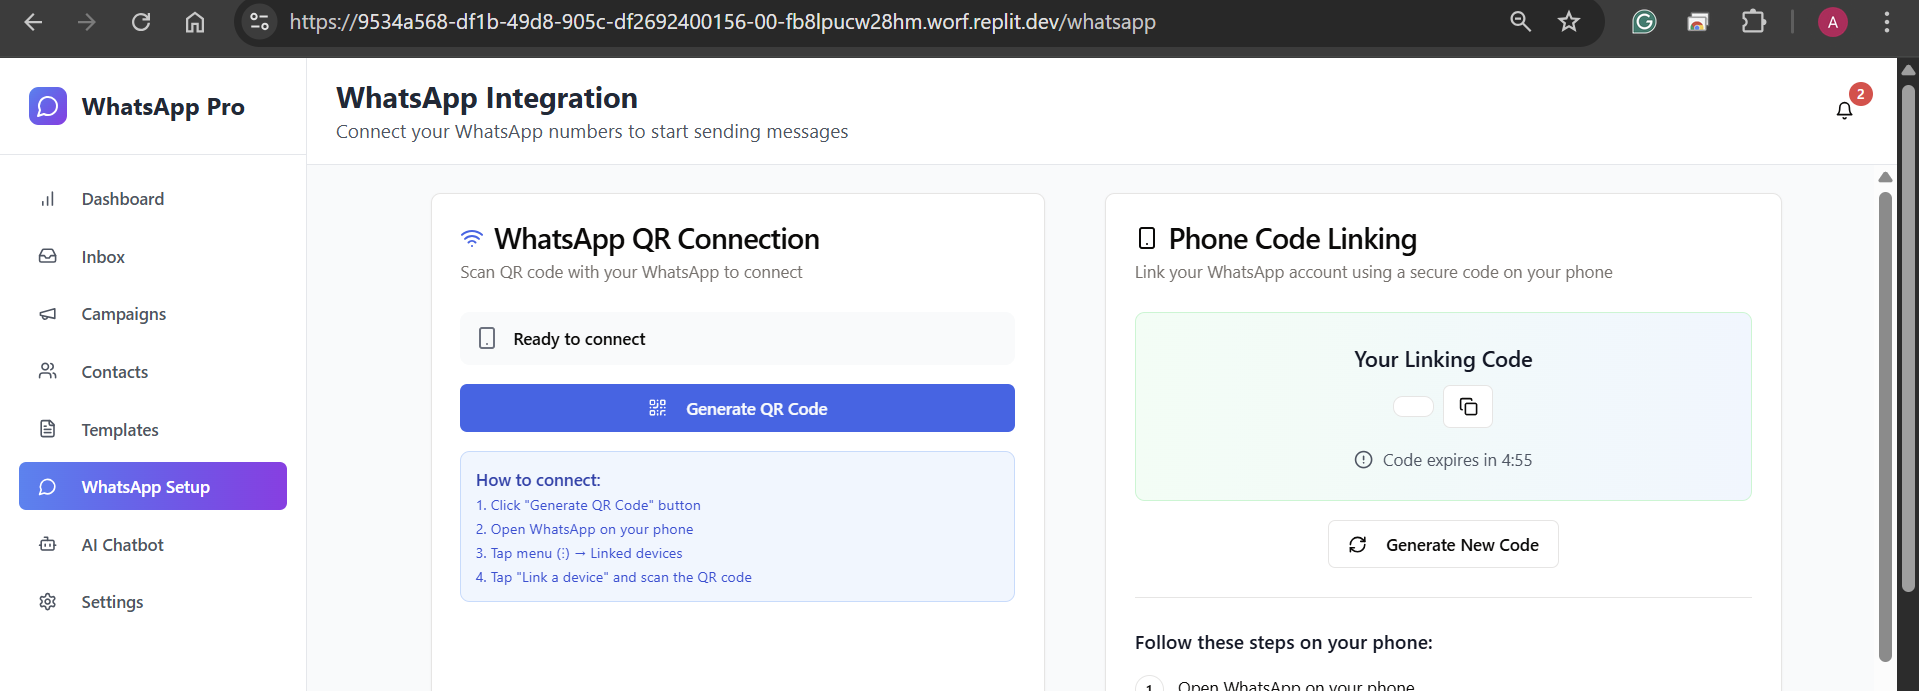 https://9534a568-df1b-49d8-905c-df2692400156-00-fb8lpucw28hm.worf.replit.dev/whatsapp
A
WhatsApp Pro
Dashboard
Inbox
Campaigns
Contacts
Templates
WhatsApp Setup
AI Chatbot
Settings
WhatsApp Integration
Connect your WhatsApp numbers to start sending messages
2
WhatsApp QR Connection
Scan QR code with your WhatsApp to connect
Ready to connect
Generate QR Code
How to connect:
1. Click "Generate QR Code" button
2. Open WhatsApp on your phone
3. Tap menu (⋮) → Linked devices
4. Tap "Link a device" and scan the QR code
Phone Code Linking
Link your WhatsApp account using a secure code on your phone
Your Linking Code
Code expires in 4:55
Generate New Code
Follow these steps on your phone:
1 Open WhatsApp on your phone